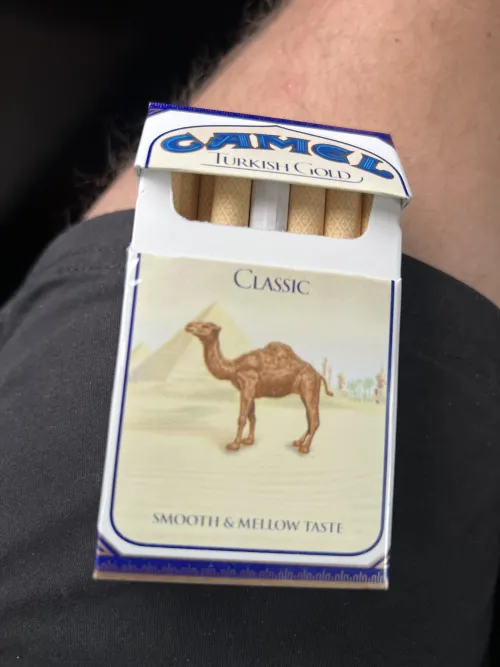 CAMEL
TURKISH GOLD
CLASSIC
SMOOTH & MELLOW TASTE